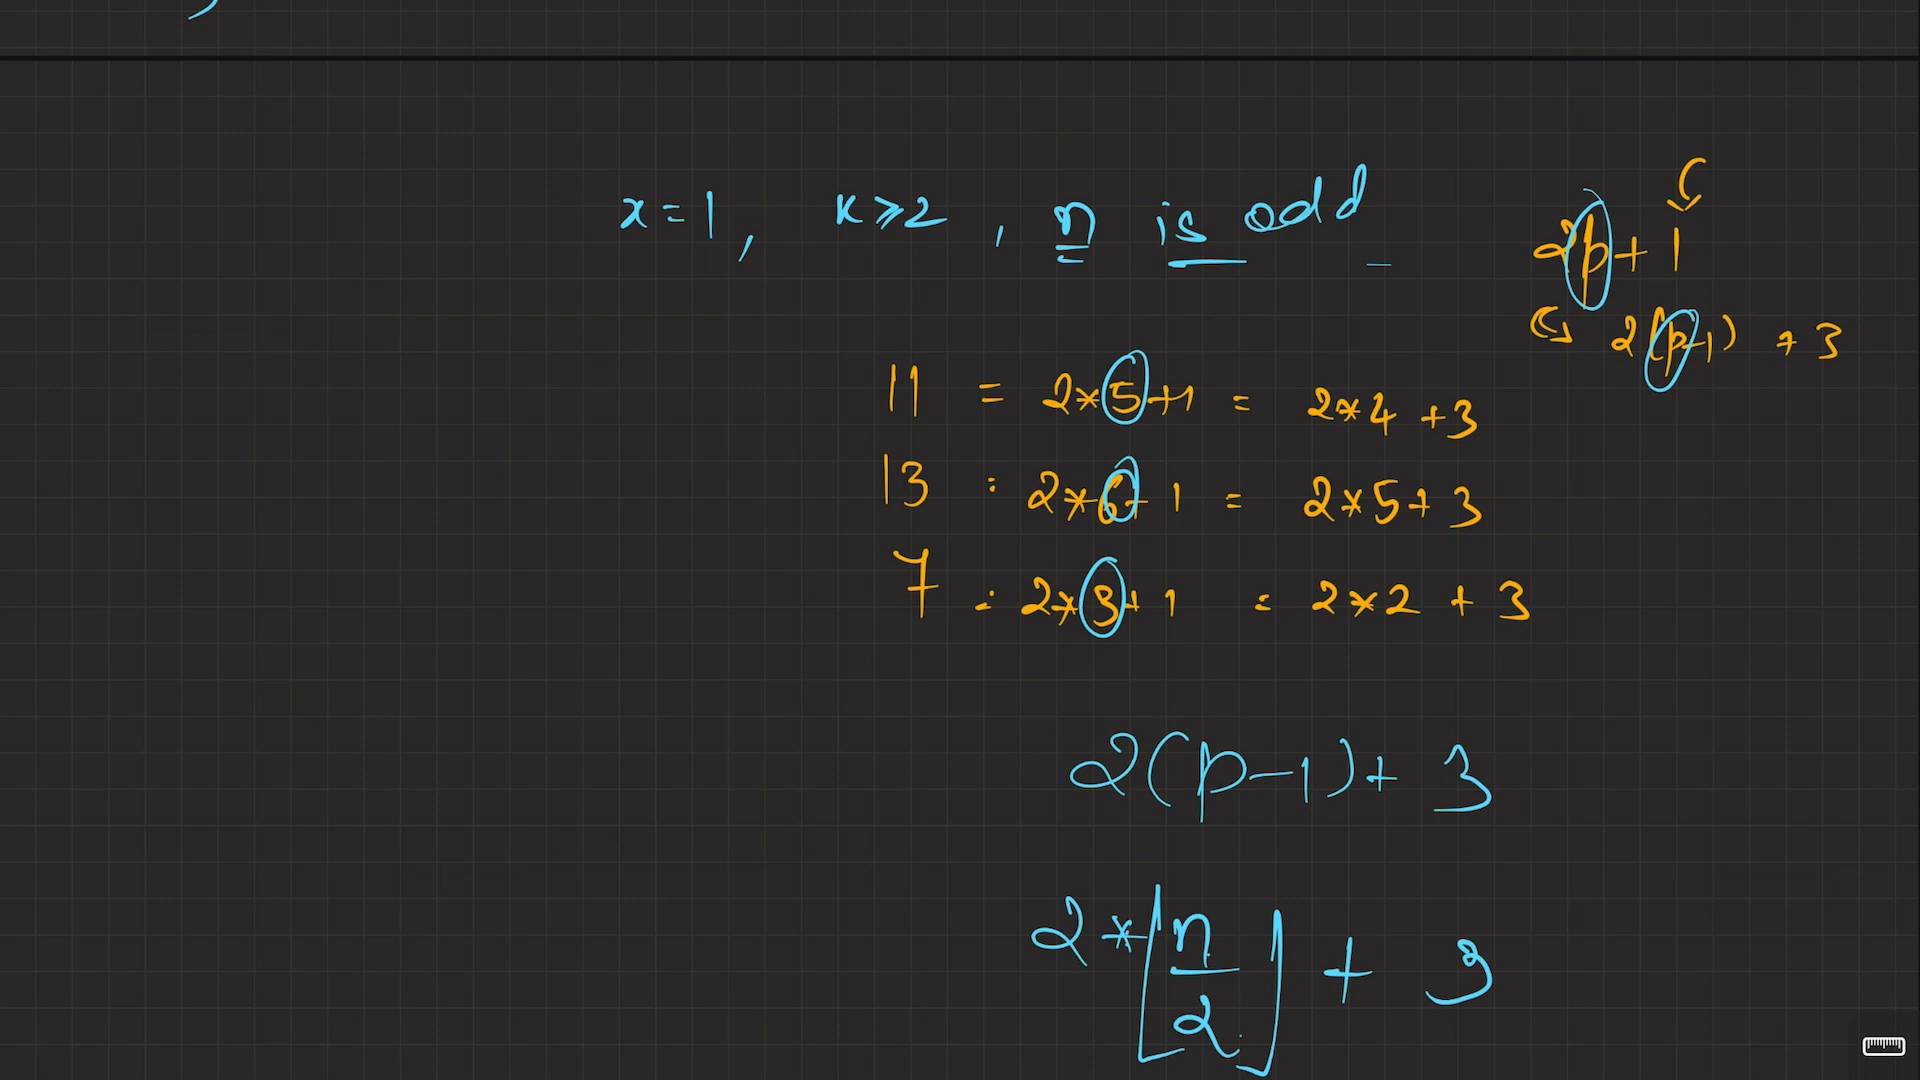 x = 1, K ⩾ 2, n is odd
2p + 1
2(p-1) + 3
11 = 2*5+1 = 2*4 +3
13 : 2*6+1 = 2*5+3
7 : 2*3+1 = 2*2 + 3
2(p-1)+ 3
2*⌊n/2⌋ + 3